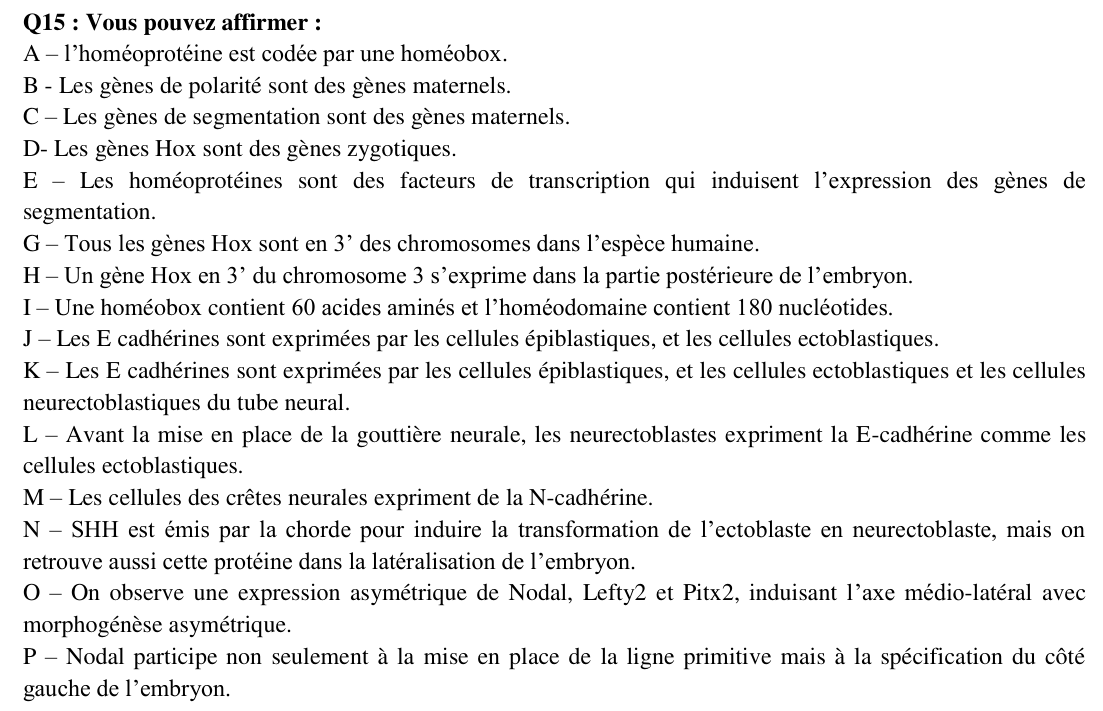 Q15 : Vous pouvez affirmer :
A – l’homéoprotéine est codée par une homéobox.
B - Les gènes de polarité sont des gènes maternels.
C – Les gènes de segmentation sont des gènes maternels.
D- Les gènes Hox sont des gènes zygotiques.
E – Les homéoprotéines sont des facteurs de transcription qui induisent l’expression des gènes de
segmentation.
G – Tous les gènes Hox sont en 3’ des chromosomes dans l’espèce humaine.
H – Un gène Hox en 3’ du chromosome 3 s’exprime dans la partie postérieure de l’embryon.
I – Une homéobox contient 60 acides aminés et l’homéodomaine contient 180 nucléotides.
J – Les E cadhérines sont exprimées par les cellules épiblastiques, et les cellules ectoblastiques.
K – Les E cadhérines sont exprimées par les cellules épiblastiques, et les cellules ectoblastiques et les cellules
neurectoblastiques du tube neural.
L – Avant la mise en place de la gouttière neurale, les neurectoblastes expriment la E-cadhérine comme les
cellules ectoblastiques.
M – Les cellules des crêtes neurales expriment de la N-cadhérine.
N – SHH est émis par la chorde pour induire la transformation de l’ectoblaste en neurectoblaste, mais on
retrouve aussi cette protéine dans la latéralisation de l’embryon.
O – On observe une expression asymétrique de Nodal, Lefty2 et Pitx2, induisant l’axe médio-latéral avec
morphogénèse asymétrique.
P – Nodal participe non seulement à la mise en place de la ligne primitive mais à la spécification du côté
gauche de l’embryon.